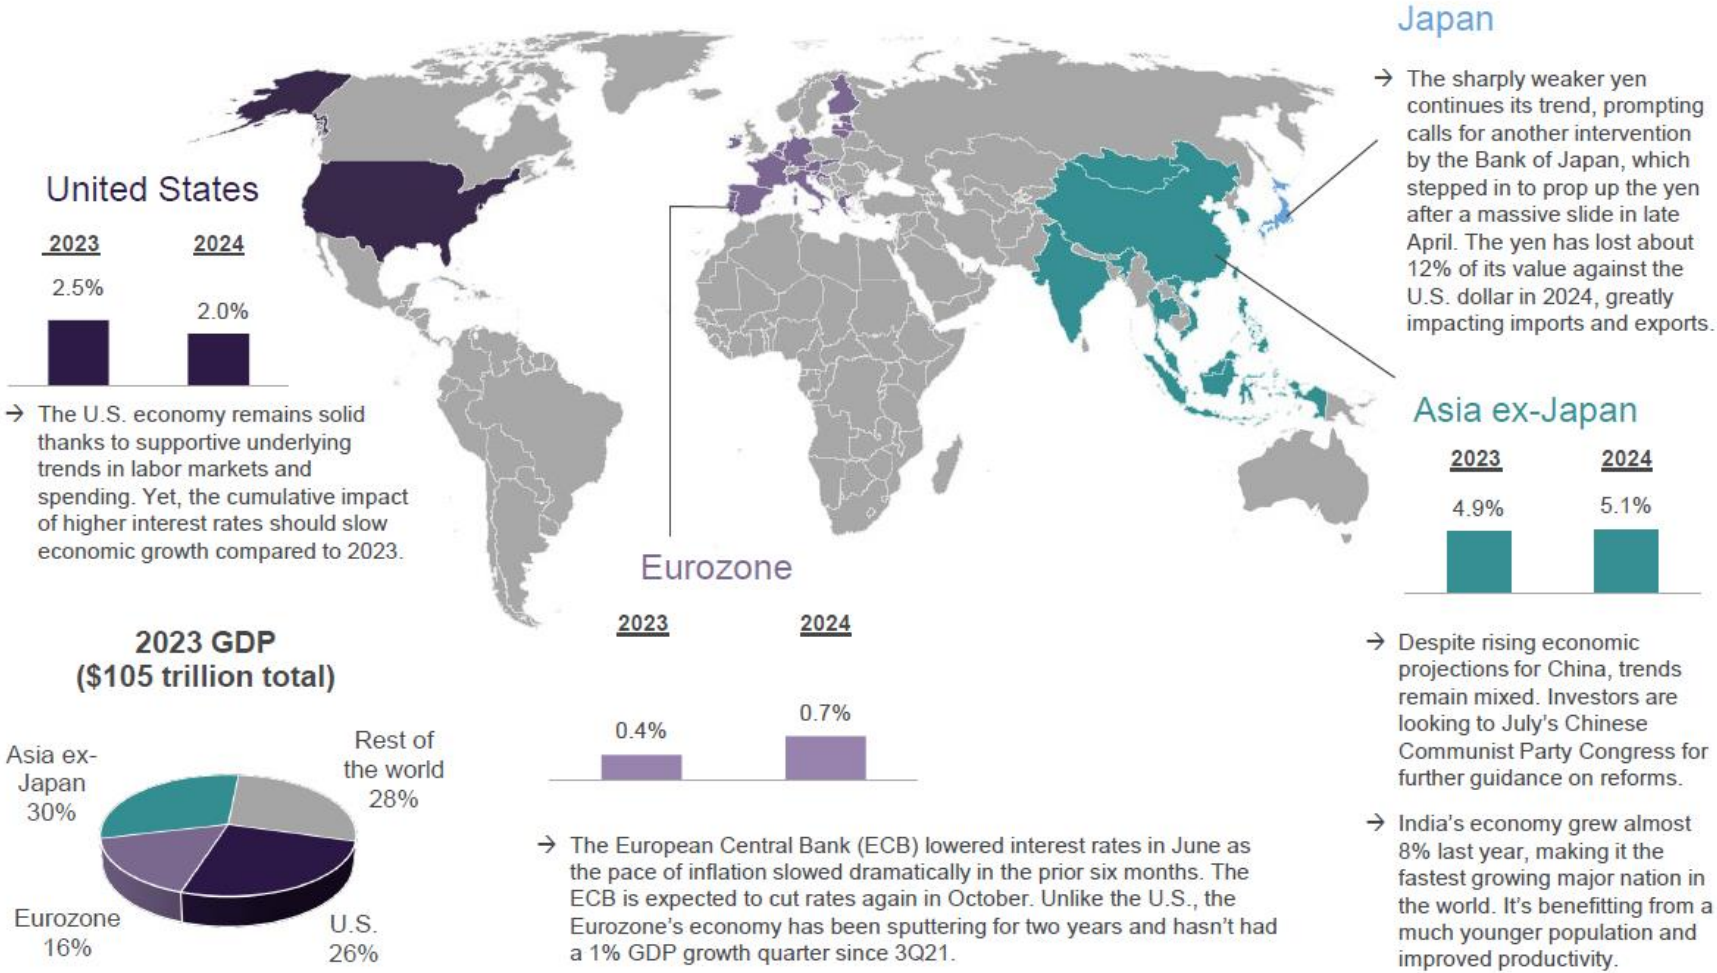 Japan
→ The sharply weaker yen
continues its trend, prompting
calls for another intervention
by the Bank of Japan, which
stepped in to prop up the yen
after a massive slide in late
April. The yen has lost about
12% of its value against the
U.S. dollar in 2024, greatly
impacting imports and exports.
United States
2023 2024
2.5%
2.0%
→ The U.S. economy remains solid
thanks to supportive underlying
trends in labor markets and
spending. Yet, the cumulative impact
of higher interest rates should slow
economic growth compared to 2023.
Asia ex-Japan
2023 2024
4.9% 5.1%
→ Despite rising economic
projections for China, trends
remain mixed. Investors are
looking to July's Chinese
Communist Party Congress for
further guidance on reforms.
→ India's economy grew almost
8% last year, making it the
fastest growing major nation in
the world. It's benefitting from a
much younger population and
improved productivity.
Eurozone
2023 2024
0.4% 0.7%
→ The European Central Bank (ECB) lowered interest rates in June as
the pace of inflation slowed dramatically in the prior six months. The
ECB is expected to cut rates again in October. Unlike the U.S., the
Eurozone's economy has been sputtering for two years and hasn't had
a 1% GDP growth quarter since 3Q21.
2023 GDP
($105 trillion total)
Asia ex-
Japan
30%
Rest of
the world
28%
Eurozone
16%
U.S.
26%